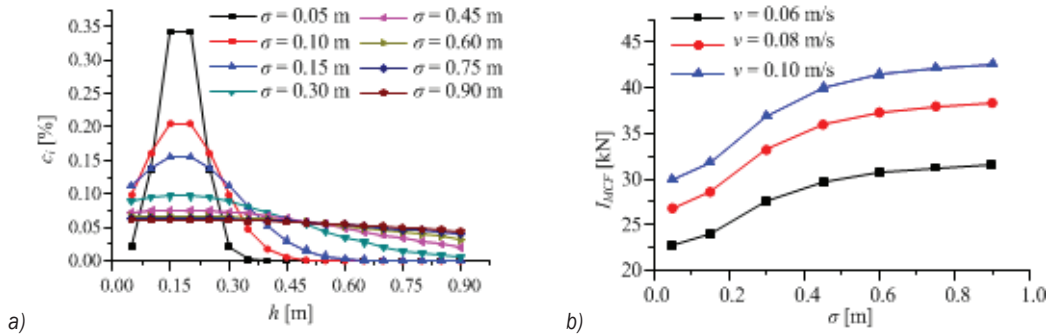 a)
c_i [%]
0.35
0.30
0.25
0.20
0.15
0.10
0.05
0.00
σ = 0.05 m
σ = 0.10 m
σ = 0.15 m
σ = 0.30 m
σ = 0.45 m
σ = 0.60 m
σ = 0.75 m
σ = 0.90 m
0.00 0.15 0.30 0.45 0.60 0.75 0.90
h [m]
b)
I_MCF [kN]
45
40
35
30
25
20
v = 0.06 m/s
v = 0.08 m/s
v = 0.10 m/s
0.0 0.2 0.4 0.6 0.8 1.0
σ [m]